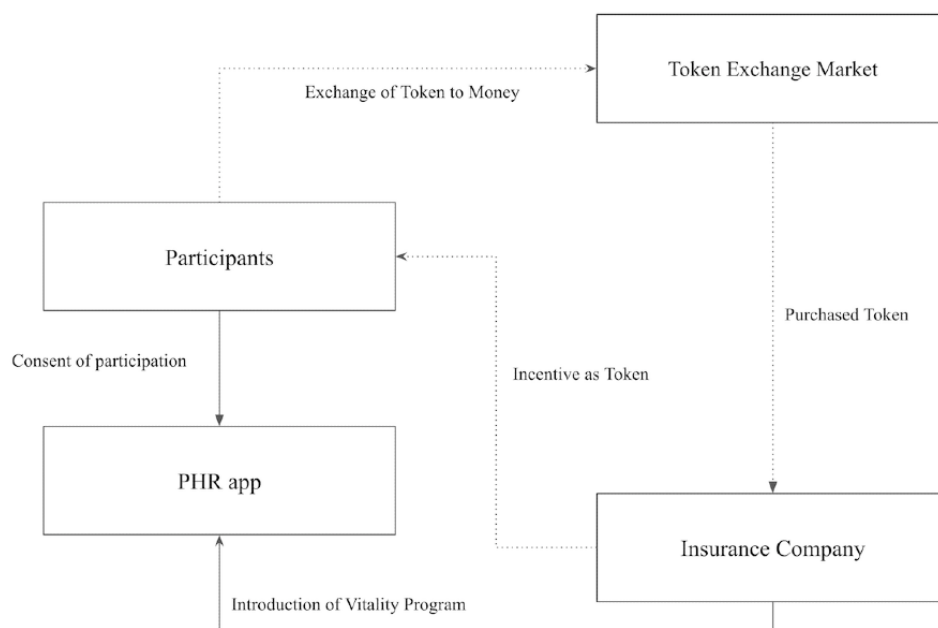 Token Exchange Market
Exchange of Token to Money
Participants
Purchased Token
Consent of participation
Incentive as Token
PHR app
Insurance Company
Introduction of Vitality Program